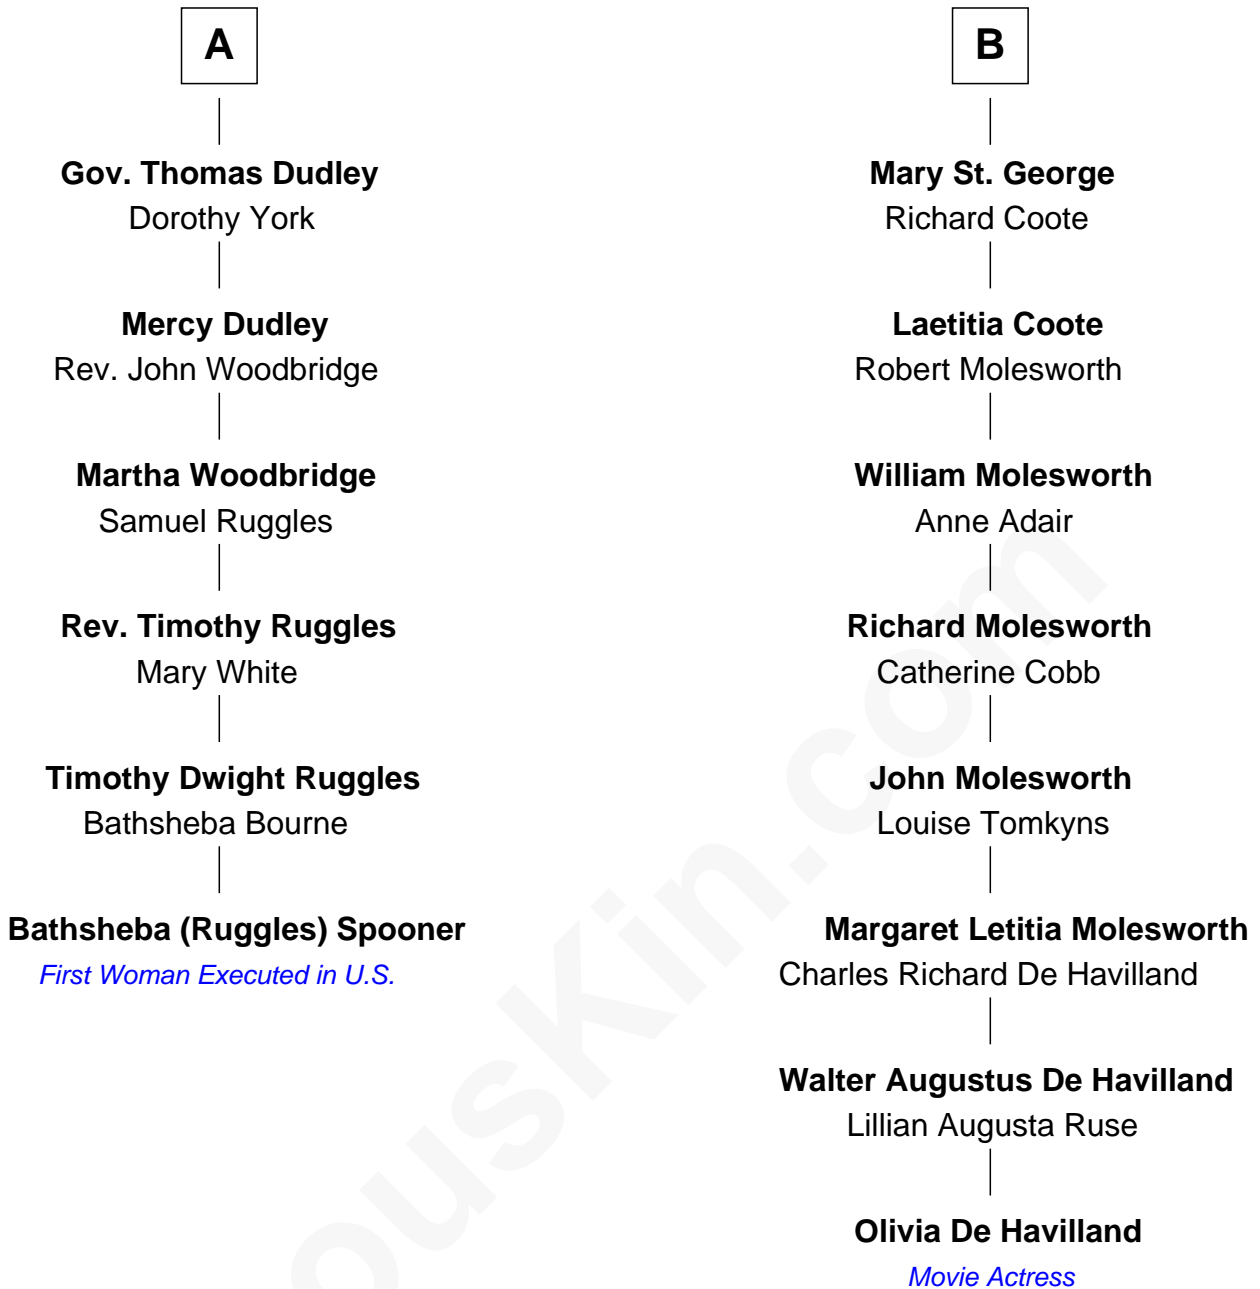 A
Gov. Thomas Dudley
Dorothy York
Mercy Dudley
Rev. John Woodbridge
Martha Woodbridge
Samuel Ruggles
Rev. Timothy Ruggles
Mary White
Timothy Dwight Ruggles
Bathsheba Bourne
Bathsheba (Ruggles) Spooner
First Woman Executed in U.S.
B
Mary St. George
Richard Coote
Laetitia Coote
Robert Molesworth
William Molesworth
Anne Adair
Richard Molesworth
Catherine Cobb
John Molesworth
Louise Tomkyns
Margaret Letitia Molesworth
Charles Richard De Havilland
Walter Augustus De Havilland
Lillian Augusta Ruse
Olivia De Havilland
Movie Actress
ousKin.com